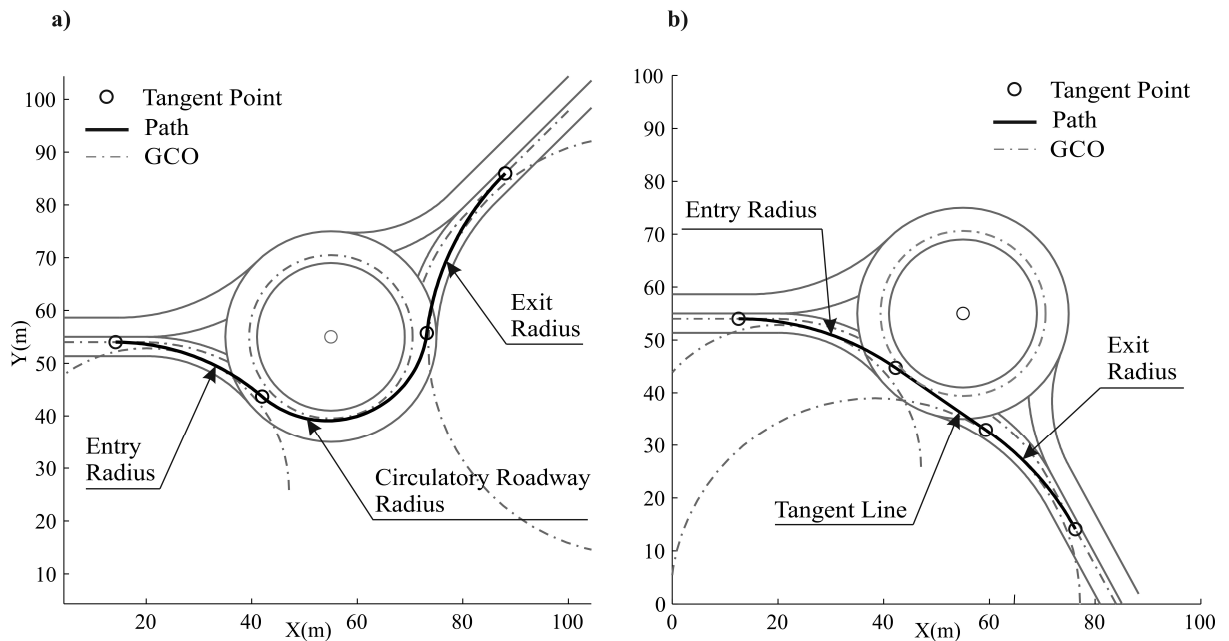 a)
Tangent Point
Path
GCO
100
90
80
70
60
50
40
30
20
10
Y(m)
Exit
Radius
Entry
Radius
Circulatory Roadway
Radius
20
40
60
80
100
X(m)
b)
Tangent Point
Path
GCO
100
90
80
70
60
50
40
30
20
10
0
Entry Radius
Exit
Radius
Tangent Line
0
20
40
60
80
100
X(m)